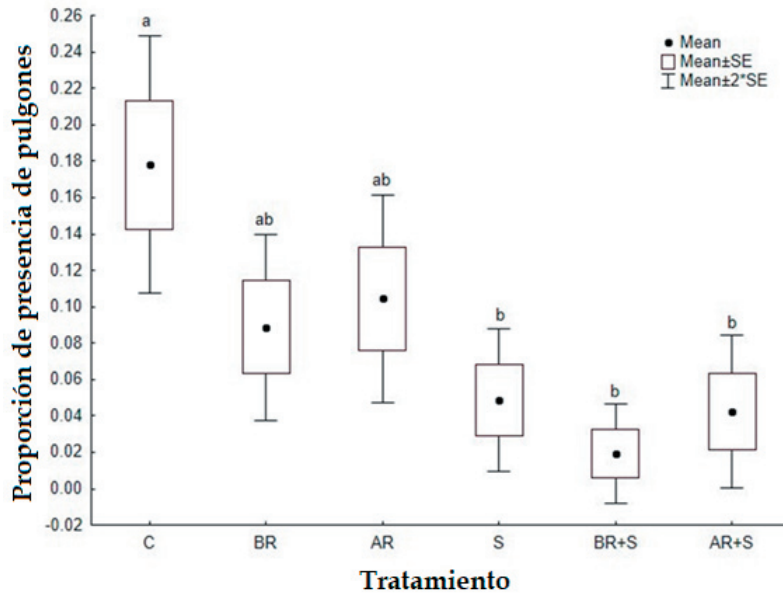 Proporción de presencia de pulgones
0.26
0.24
0.22
0.20
0.18
0.16
0.14
0.12
0.10
0.08
0.06
0.04
0.02
0.00
-0.02
a
ab
ab
b
b
b
Mean
Mean±SE
Mean±2*SE
C BR AR S BR+S AR+S
Tratamiento